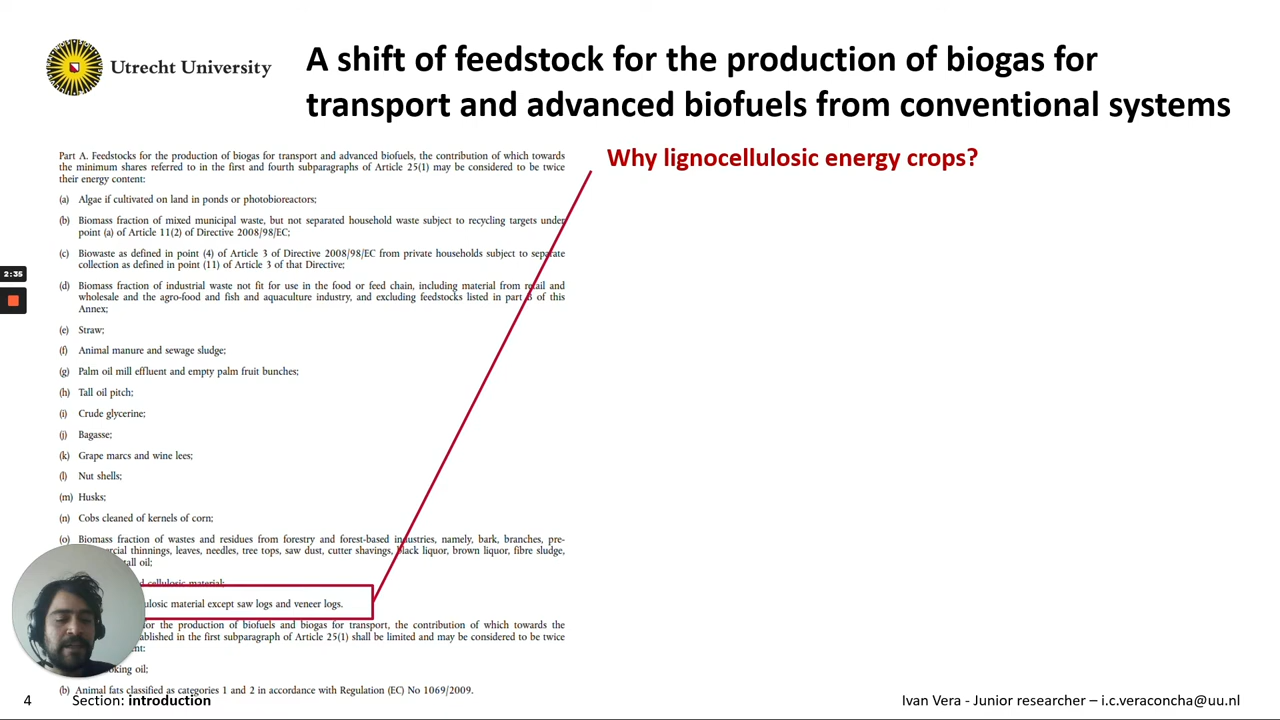 Utrecht University
A shift of feedstock for the production of biogas for
transport and advanced biofuels from conventional systems
Part A. Feedstocks for the production of biogas for transport and advanced biofuels, the contribution of which towards
the minimum shares referred to in the first and fourth subparagraphs of Article 25(1) may be considered to be twice
their energy content:
(a) Algae if cultivated on land in ponds or photobioreactors;
(b) Biomass fraction of mixed municipal waste, but not separated household waste subject to recycling targets under
point (a) of Article 11(2) of Directive 2008/98/EC;
(c) Biowaste as defined in point (4) of Article 3 of Directive 2008/98/EC from private households subject to separate
collection as defined in point (11) of Article 3 of that Directive;
(d) Biomass fraction of industrial waste not fit for use in the food or feed chain, including material from retail and
wholesale and the agro-food and fish and aquaculture industry, and excluding feedstocks listed in part B of this
Annex;
(e) Straw;
(f) Animal manure and sewage sludge;
(g) Palm oil mill effluent and empty palm fruit bunches;
(h) Tall oil pitch;
(i) Crude glycerine;
(j) Bagasse;
(k) Grape marcs and wine lees;
(l) Nut shells;
(m) Husks;
(n) Cobs cleaned of kernels of corn;
(o) Biomass fraction of wastes and residues from forestry and forest-based industries, namely, bark, branches, pre-
thinnings, leaves, needles, tree tops, saw dust, cutter shavings, black liquor, brown liquor, fibre sludge,
tall oil;
cellulosic material;
material except saw logs and veneer logs.
for the production of biofuels and biogas for transport, the contribution of which towards the
in the first subparagraph of Article 25(1) shall be limited and may be considered to be twice
oil;
(b) Animal fats classified as categories 1 and 2 in accordance with Regulation (EC) No 1069/2009.
Why lignocellulosic energy crops?
2:35
4 Section: introduction
Ivan Vera - Junior researcher – i.c.veraconcha@uu.nl